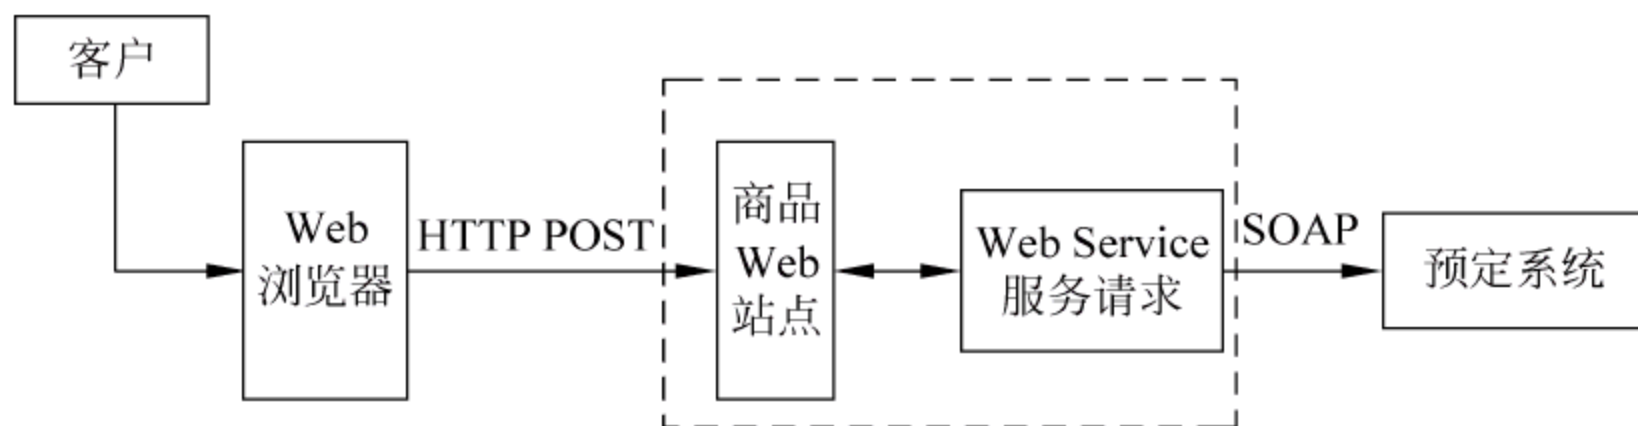 客户
Web
浏览器
HTTP POST
商品
Web
站点
Web Service
服务请求
SOAP
预定系统